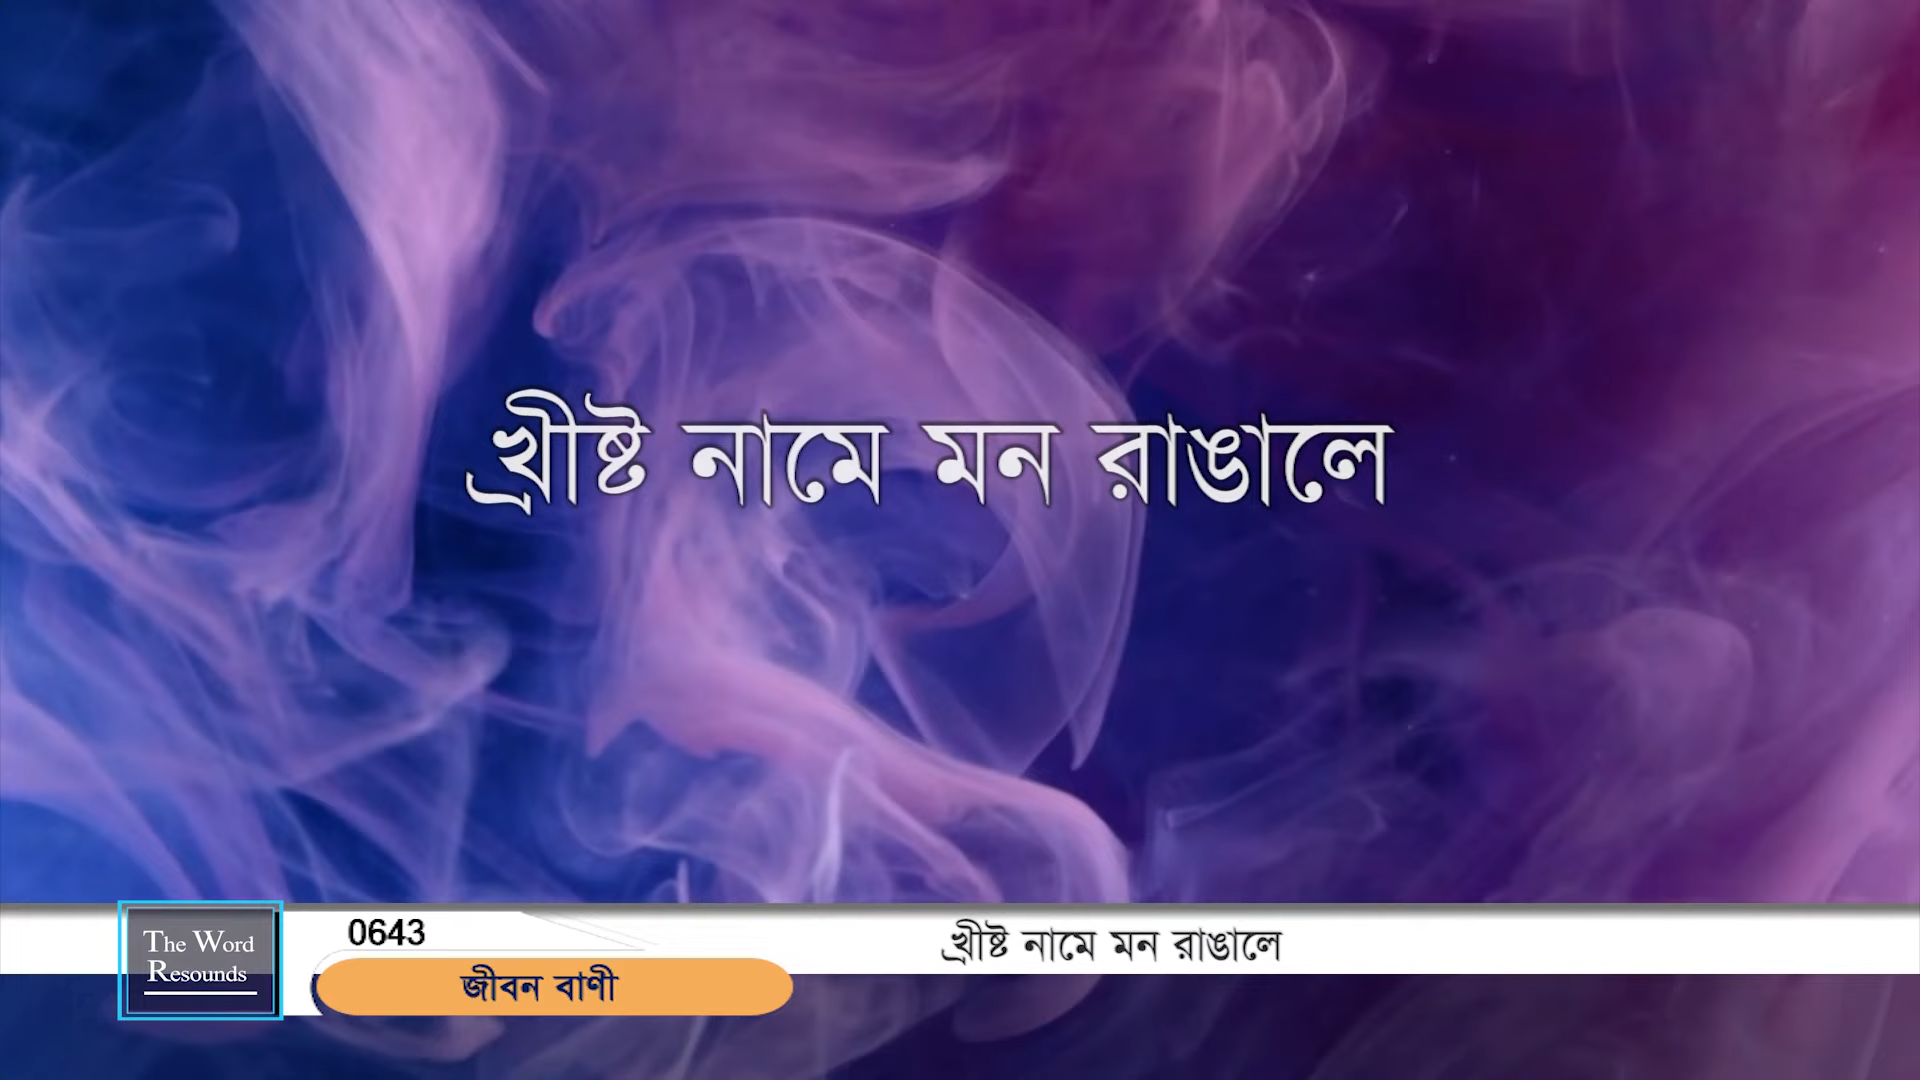 খ্রীষ্ট নামে মন রাঙালে
The Word
Resounds
0643
খ্রীষ্ট নামে মন রাঙালে
জীবন বাণী